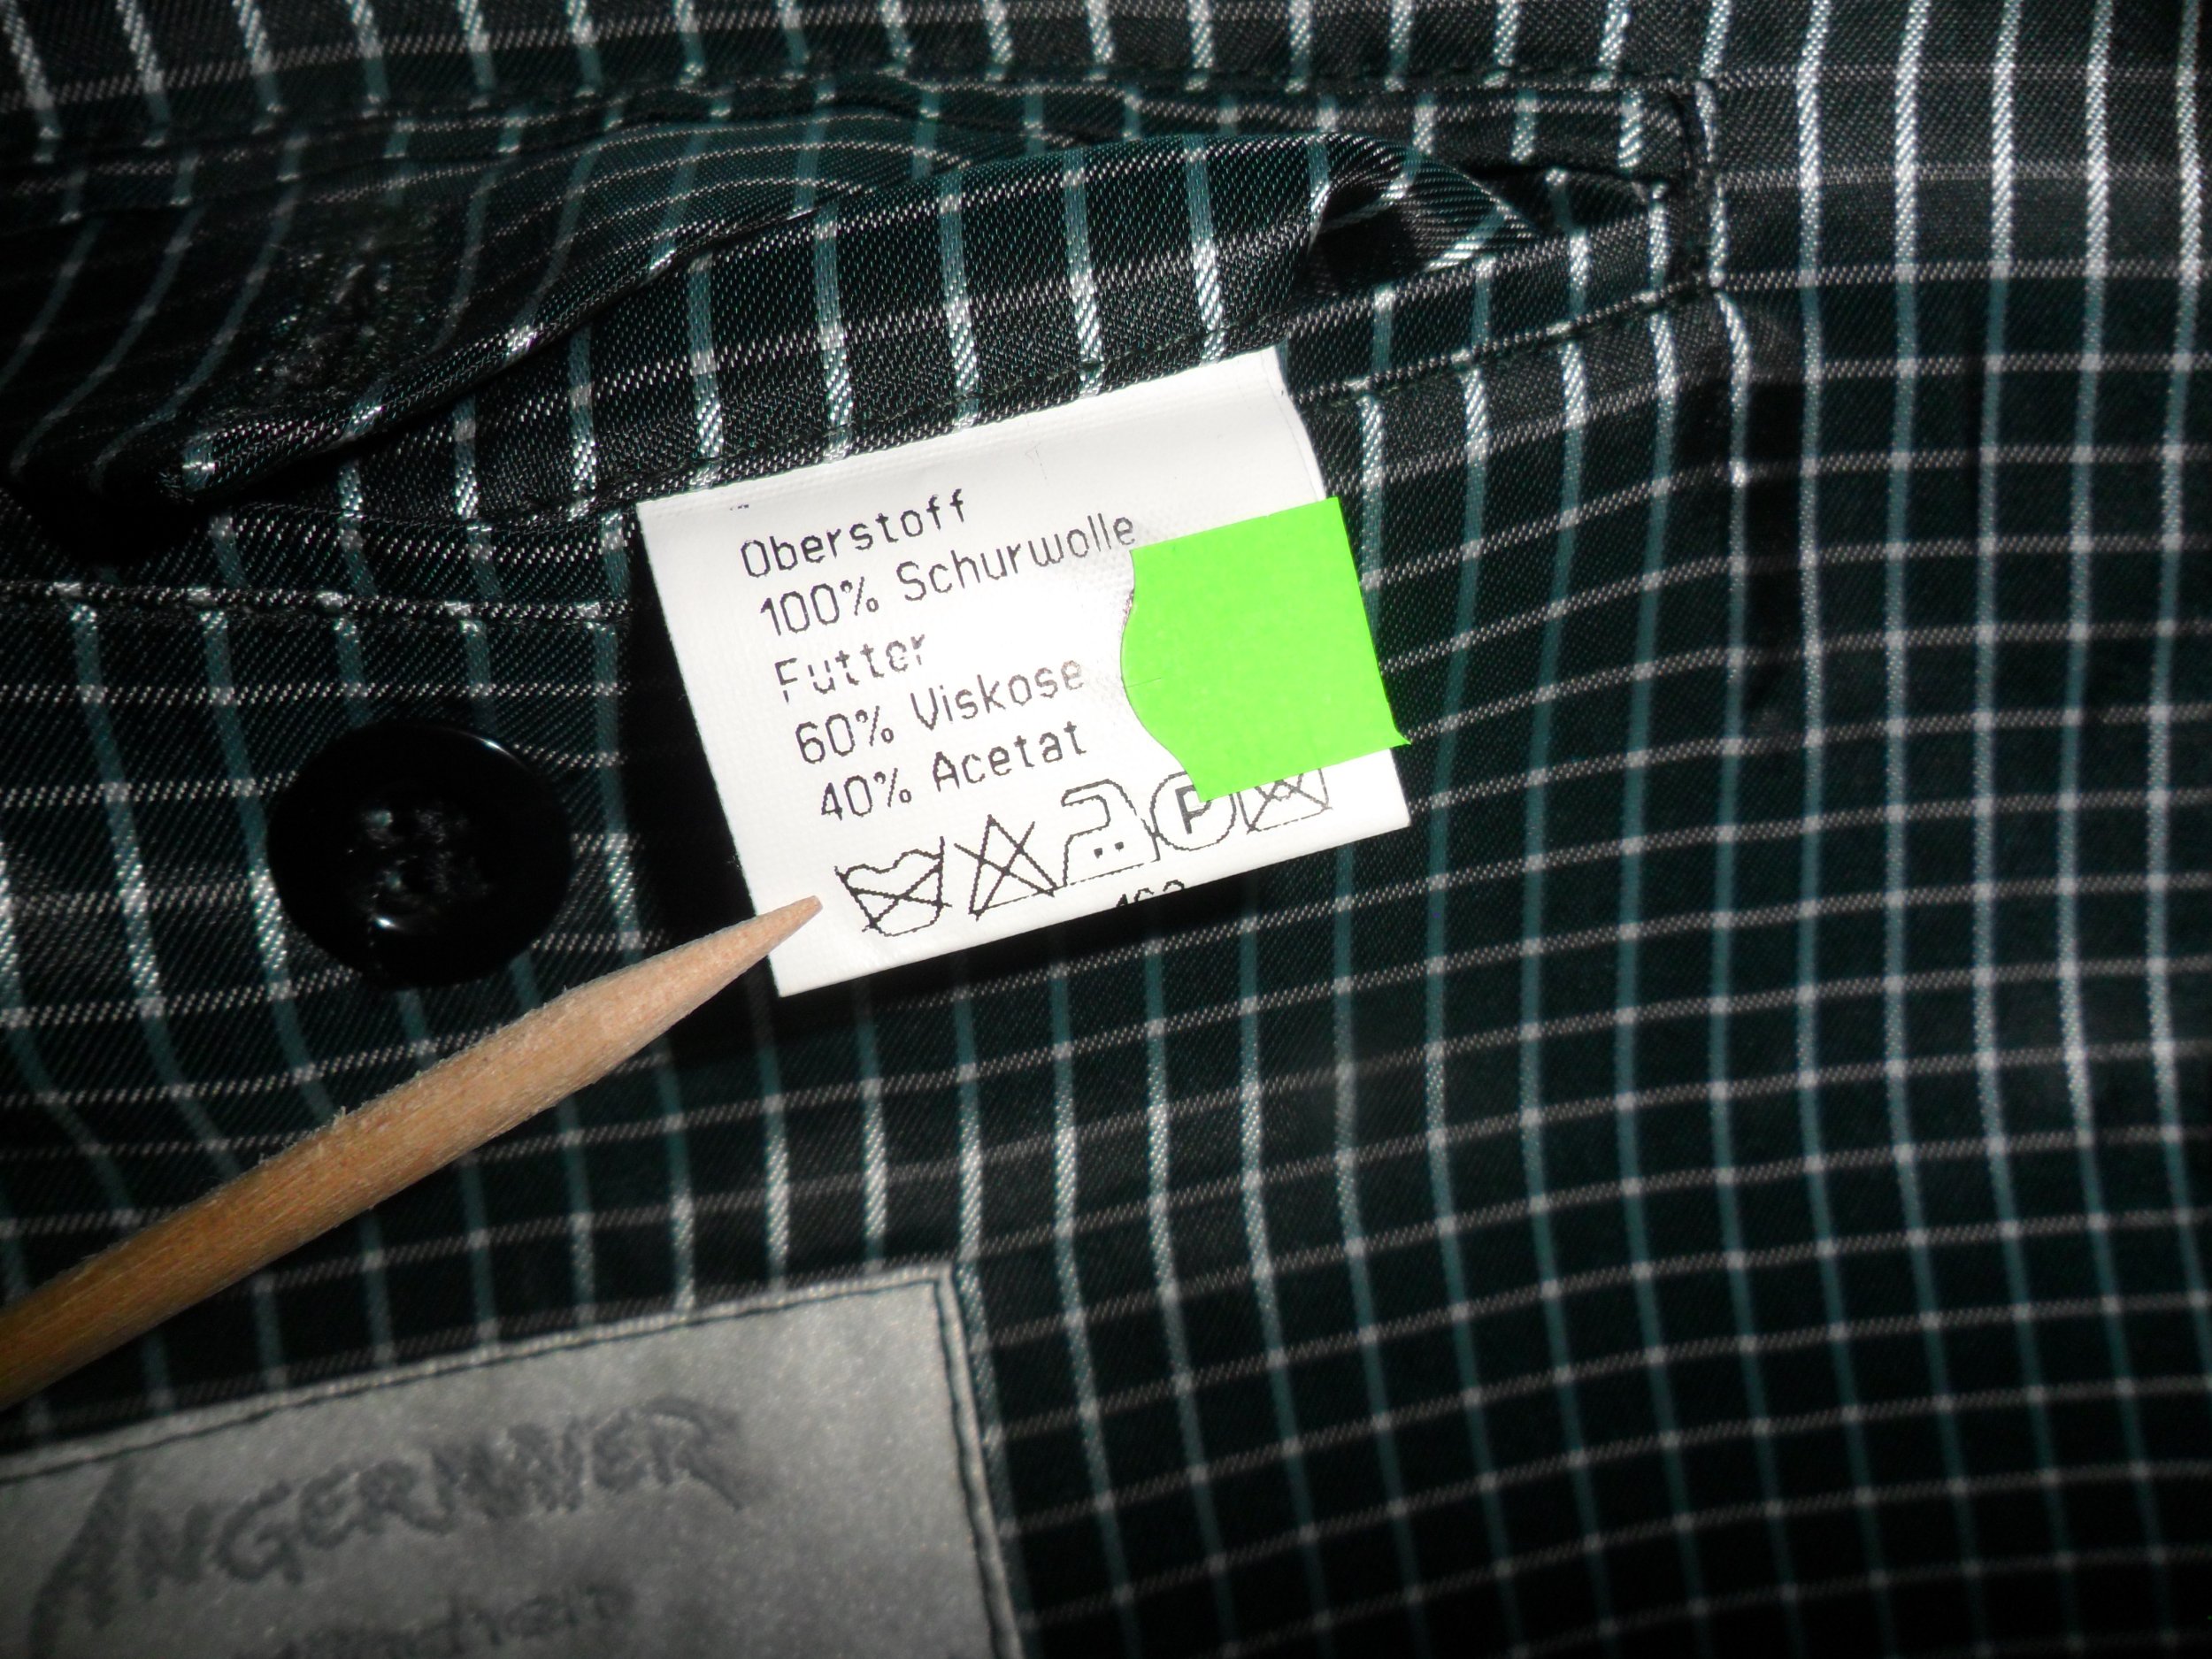 Oberstoff
100% Schurwolle
Futter
60% Viskose
40% Acetat
P
ANGERMAIER